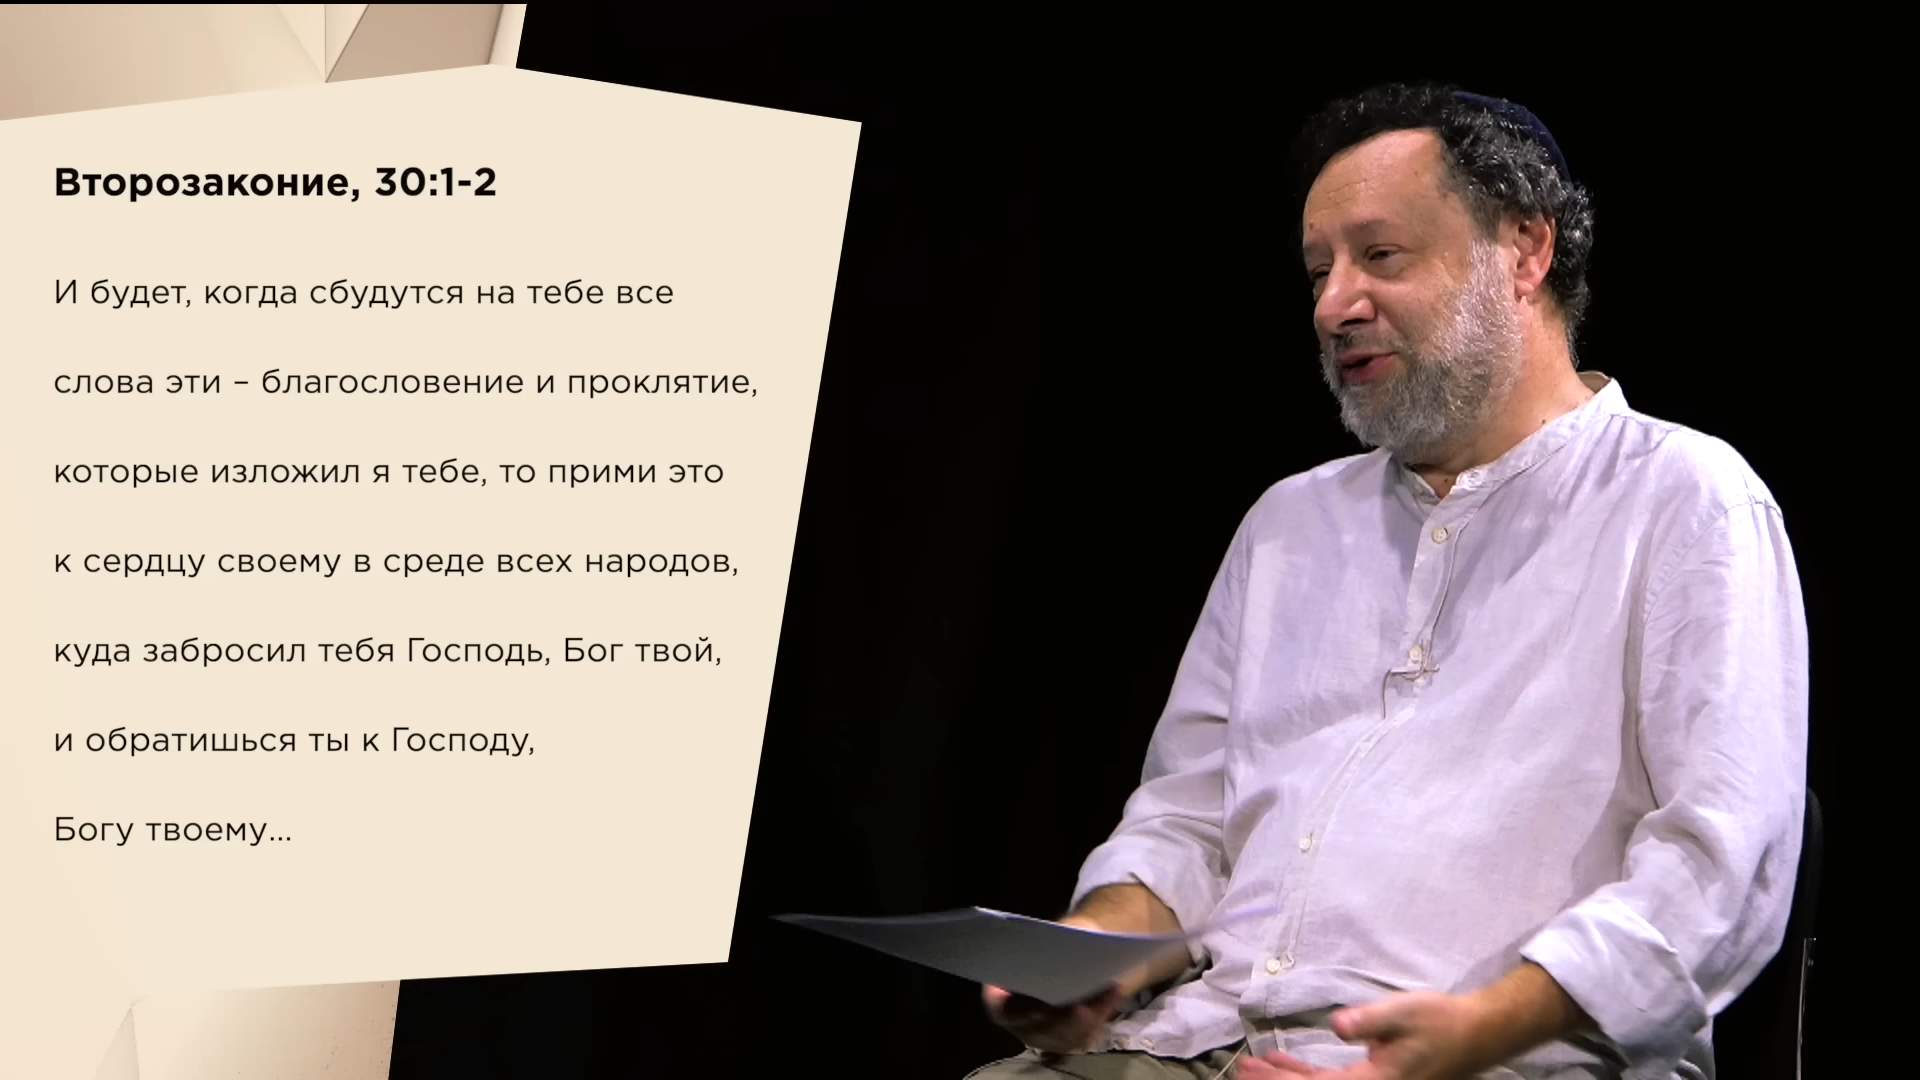 Второзаконие, 30:1-2
И будет, когда сбудутся на тебе все
слова эти – благословение и проклятие,
которые изложил я тебе, то прими это
к сердцу своему в среде всех народов,
куда забросил тебя Господь, Бог твой,
и обратишься ты к Господу,
Богу твоему...